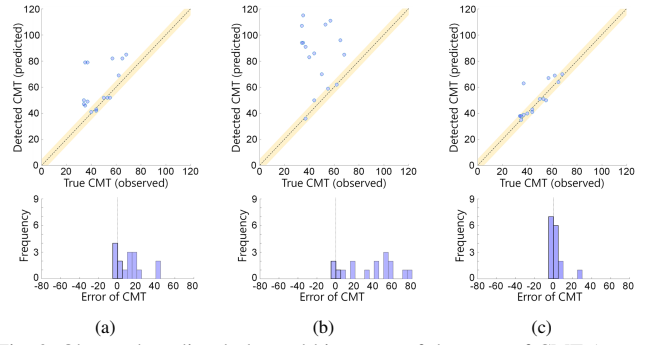 120 120 120
100 100 100
80 80 80
60 60 60
40 40 40
20 20 20
0 0 0
Detected CMT (predicted) Detected CMT (predicted) Detected CMT (predicted)
0 20 40 60 80 100 120 0 20 40 60 80 100 120 0 20 40 60 80 100 120
True CMT (observed) True CMT (observed) True CMT (observed)
9 9 9
6 6 6
3 3 3
0 0 0
Frequency Frequency Frequency
-80 -60 -40 -20 0 20 40 60 80 -80 -60 -40 -20 0 20 40 60 80 -80 -60 -40 -20 0 20 40 60 80
Error of CMT Error of CMT Error of CMT
(a) (b) (c)